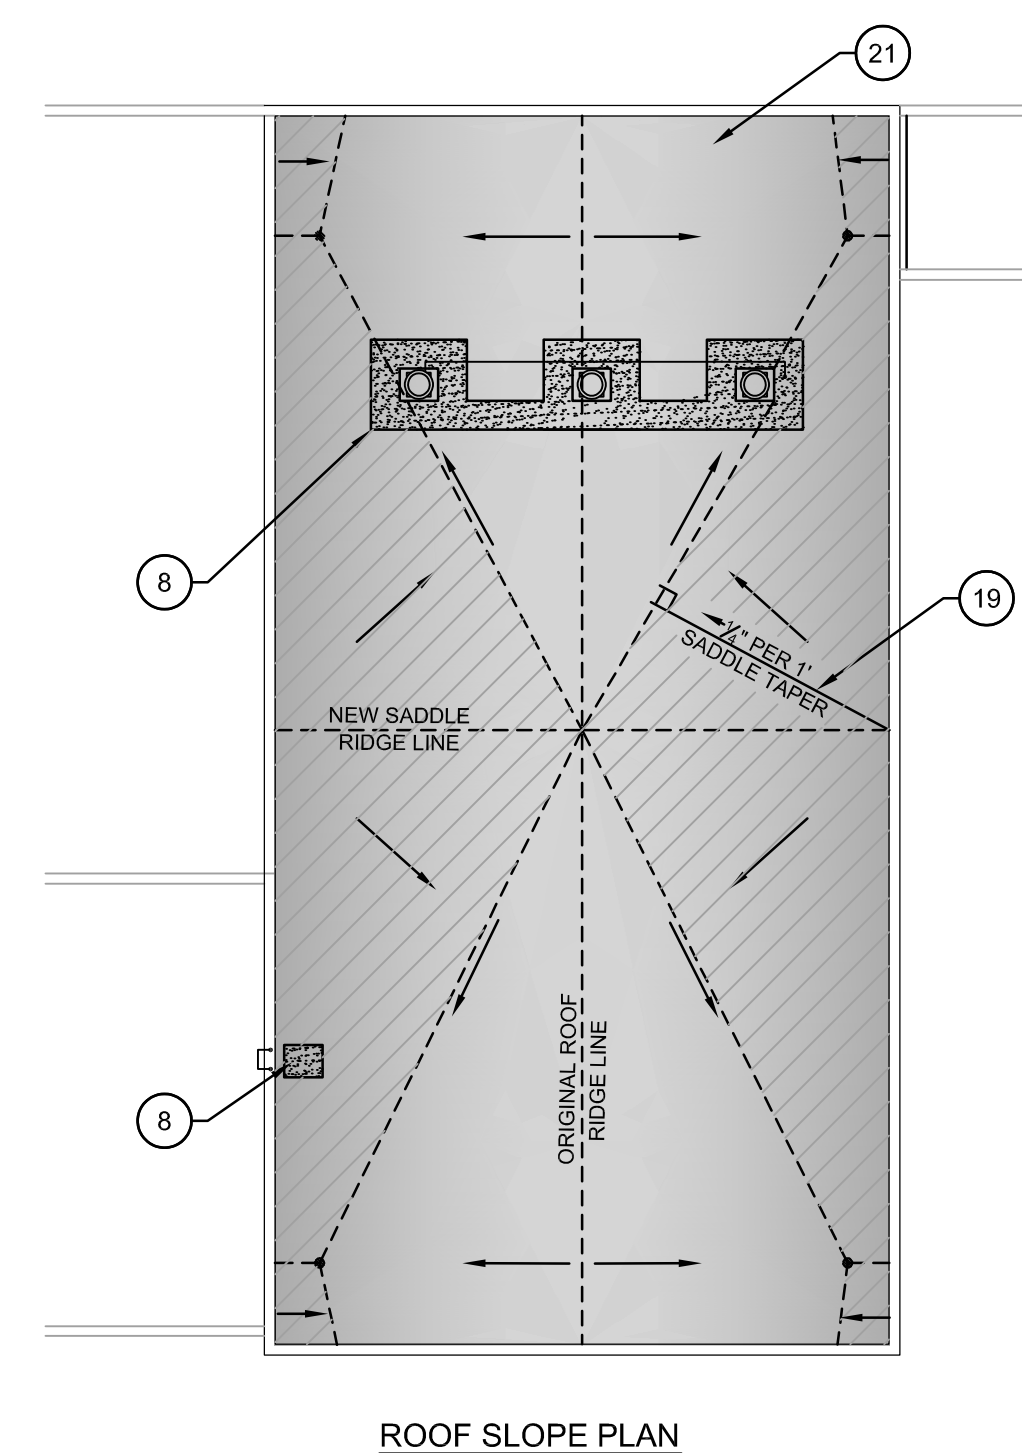 21
8
19
¼" PER 1'
SADDLE TAPER
NEW SADDLE
RIDGE LINE
ORIGINAL ROOF
RIDGE LINE
8
ROOF SLOPE PLAN